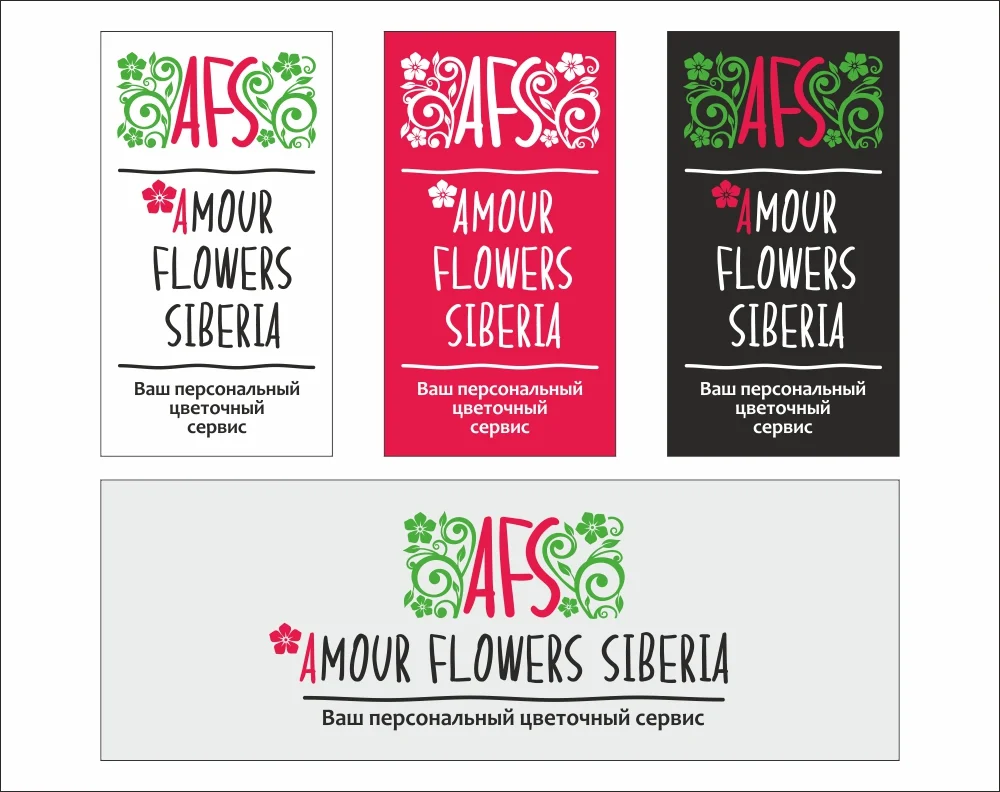 AFS
AMOUR
FLOWERS
SIBERIA
Ваш персональный
цветочный
сервис
AFS
AMOUR
FLOWERS
SIBERIA
Ваш персональный
цветочный
сервис
AFS
AMOUR
FLOWERS
SIBERIA
Ваш персональный
цветочный
сервис
AFS
AMOUR FLOWERS SIBERIA
Ваш персональный цветочный сервис